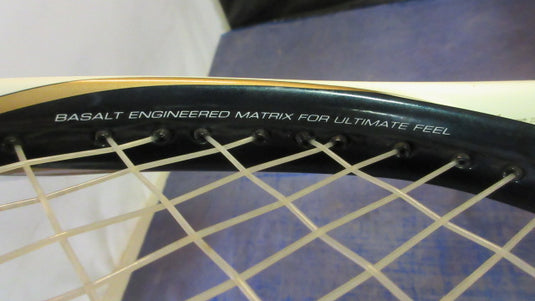 BASALT ENGINEERED MATRIX FOR ULTIMATE FEEL